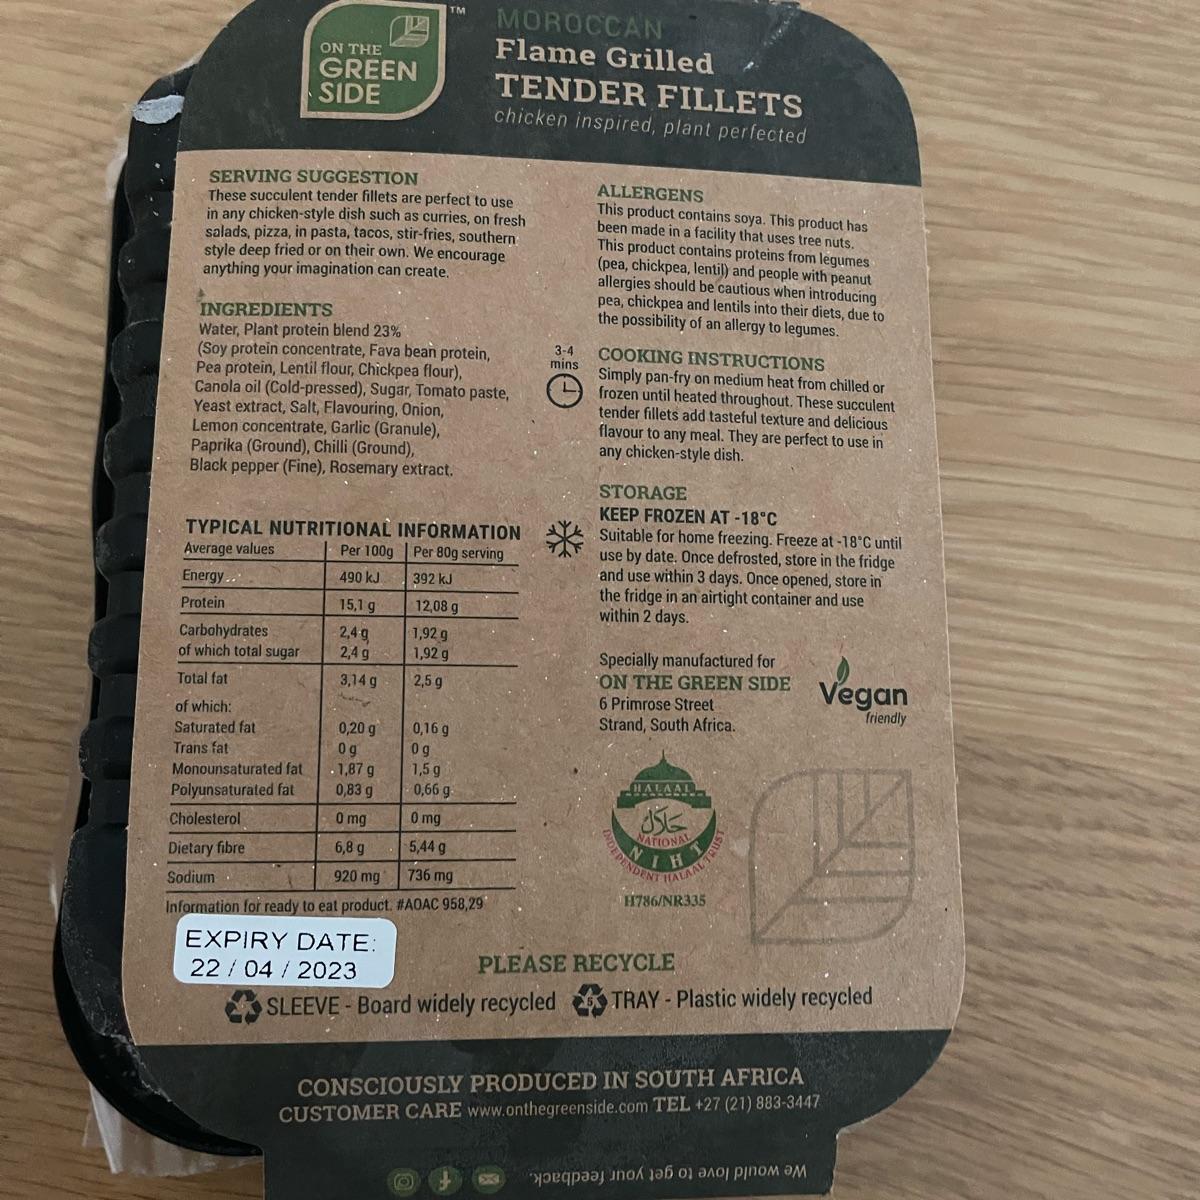 ON THE
GREEN
SIDE
TM
MOROCCAN
Flame Grilled
TENDER FILLETS
chicken inspired, plant perfected
SERVING SUGGESTION
These succulent tender fillets are perfect to use
in any chicken-style dish such as curries, on fresh
salads, pizza, in pasta, tacos, stir-fries, southern
style deep fried or on their own. We encourage
anything your imagination can create.
INGREDIENTS
Water, Plant protein blend 23%
(Soy protein concentrate, Fava bean protein,
Pea protein, Lentil flour, Chickpea flour),
Canola oil (Cold-pressed), Sugar, Tomato paste,
Yeast extract, Salt, Flavouring, Onion,
Lemon concentrate, Garlic (Granule),
Paprika (Ground), Chilli (Ground),
Black pepper (Fine), Rosemary extract.
TYPICAL NUTRITIONAL INFORMATION
Average values Per 100g Per 80g serving
Energy 490 kJ 392 kJ
Protein 15,1 g 12,08 g
Carbohydrates 2,4 g 1,92 g
of which total sugar 2,4 g 1,92 g
Total fat 3,14 g 2,5 g
of which:
Saturated fat 0,20 g 0,16 g
Trans fat 0 g 0 g
Monounsaturated fat 1,87 g 1,5 g
Polyunsaturated fat 0,83 g 0,66 g
Cholesterol 0 mg 0 mg
Dietary fibre 6,8 g 5,44 g
Sodium 920 mg 736 mg
Information for ready to eat product. #AOAC 958,29
EXPIRY DATE:
22 / 04 / 2023
ALLERGENS
This product contains soya. This product has
been made in a facility that uses tree nuts.
This product contains proteins from legumes
(pea, chickpea, lentil) and people with peanut
allergies should be cautious when introducing
pea, chickpea and lentils into their diets, due to
the possibility of an allergy to legumes.
3-4
mins
COOKING INSTRUCTIONS
Simply pan-fry on medium heat from chilled or
frozen until heated throughout. These succulent
tender fillets add tasteful texture and delicious
flavour to any meal. They are perfect to use in
any chicken-style dish.
STORAGE
KEEP FROZEN AT -18°C
Suitable for home freezing. Freeze at -18°C until
use by date. Once defrosted, store in the fridge
and use within 3 days. Once opened, store in
the fridge in an airtight container and use
within 2 days.
Specially manufactured for
ON THE GREEN SIDE
6 Primrose Street
Strand, South Africa.
Vegan
friendly
HALAAL
حلال
NATIONAL
NIHT
INDEPENDENT HALAAL TRUST
H786/NR335
PLEASE RECYCLE
SLEEVE - Board widely recycled
5 TRAY - Plastic widely recycled
CONSCIOUSLY PRODUCED IN SOUTH AFRICA
CUSTOMER CARE www.onthegreenside.com TEL +27 (21) 883-3447
We would love to get your feedback.